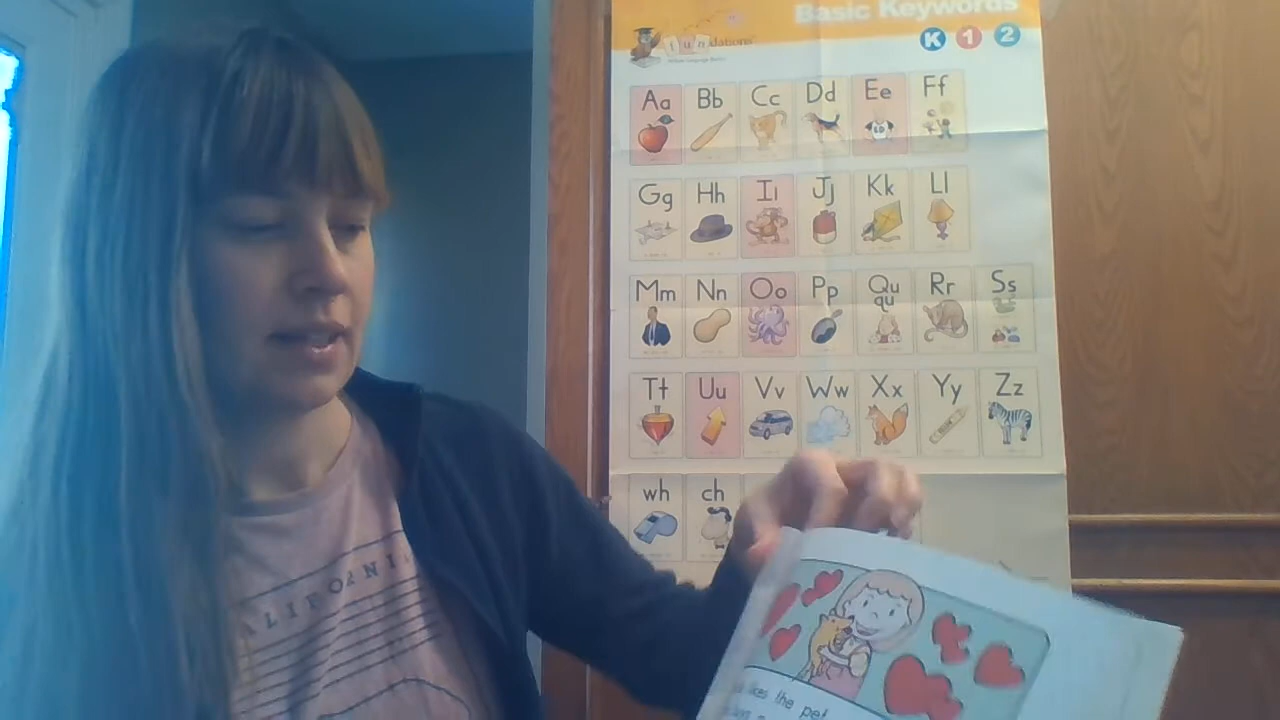 Basic Keywords
fundations
K 1 2
Aa Bb Cc Dd Ee Ff
Gg Hh Ii Jj Kk Ll
Mm Nn Oo Pp Qu qu Rr Ss
Tt Uu Vv Ww Xx Yy Zz
wh ch
CALIFORNI
likes the pet